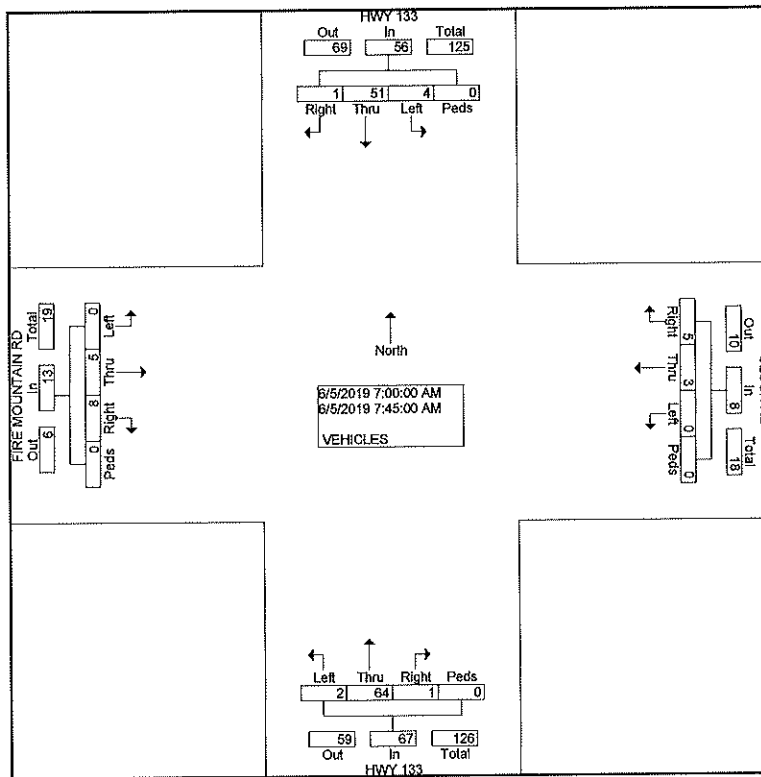 HWY 133
Out In Total
69 56 125
1 51 4 0
Right Thru Left Peds
FIRE MOUNTAIN RD
Total In Out
19 13 6
0 5 8 0
Left Thru Right Peds
North
6/5/2019 7:00:00 AM
6/5/2019 7:45:00 AM
VEHICLES
Right Thru Left Peds
5 3 0 0
Out In Total
10 8 18
Left Thru Right Peds
2 64 1 0
59 67 126
Out In Total
HWY 133